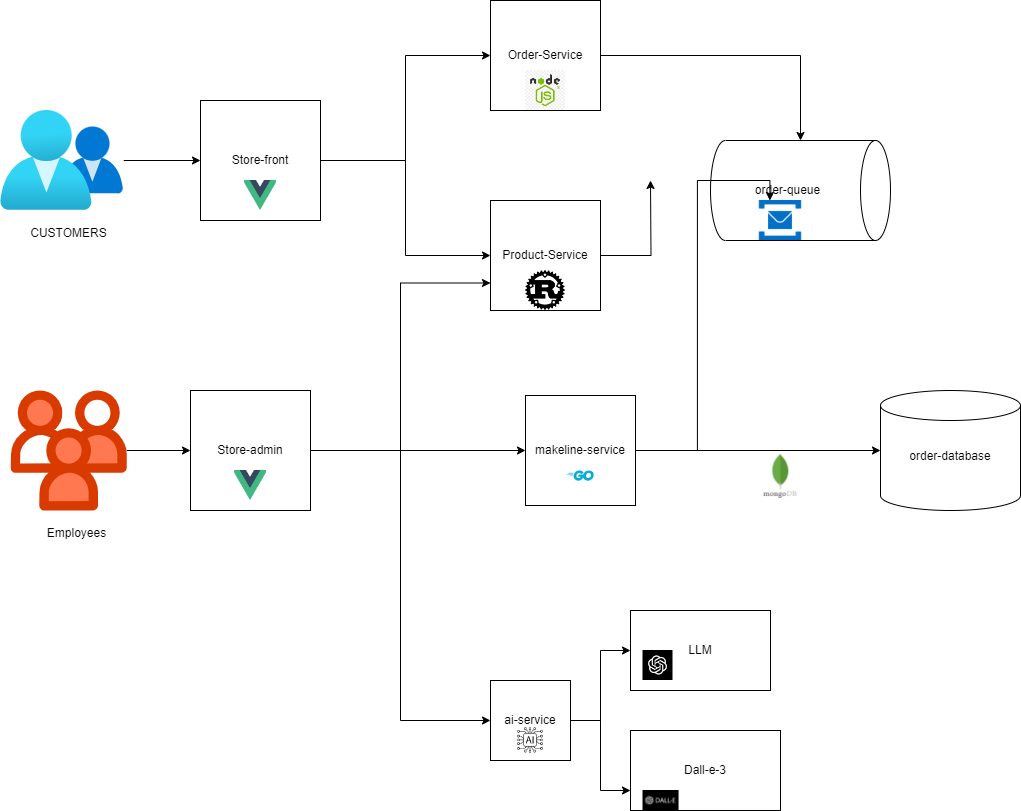 Order-Service
node
JS
Store-front
order-queue
CUSTOMERS
Product-Service
R
Store-admin
makeline-service
GO
order-database
mongoDB
Employees
LLM
ai-service
AI
Dall-e-3
DALL-E